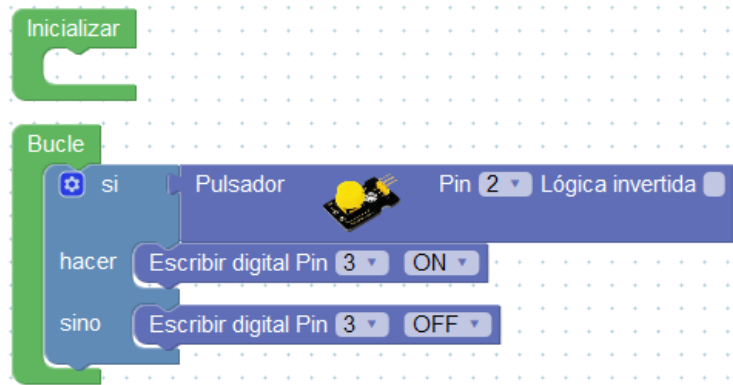 Inicializar
Bucle
si Pulsador Pin 2 Lógica invertida
hacer Escribir digital Pin 3 ON
sino Escribir digital Pin 3 OFF